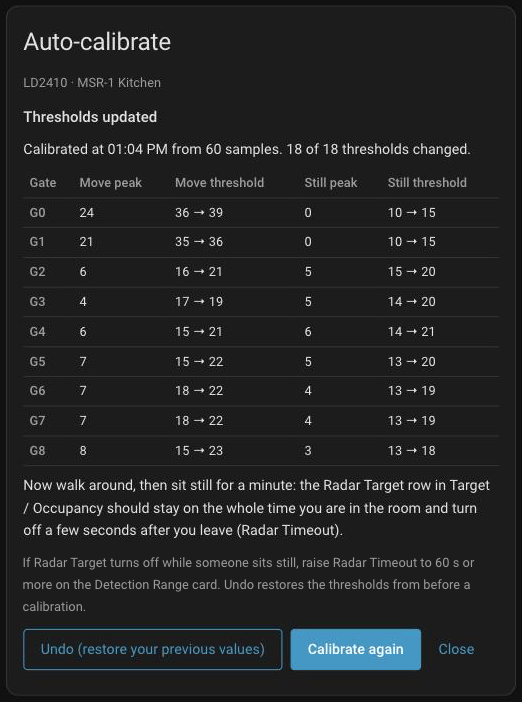 Auto-calibrate
LD2410 · MSR-1 Kitchen
Thresholds updated
Calibrated at 01:04 PM from 60 samples. 18 of 18 thresholds changed.
Gate Move peak Move threshold Still peak Still threshold
G0 24 36 → 39 0 10 → 15
G1 21 35 → 36 0 10 → 15
G2 6 16 → 21 5 15 → 20
G3 4 17 → 19 5 14 → 20
G4 6 15 → 21 6 14 → 21
G5 7 15 → 22 5 13 → 20
G6 7 18 → 22 4 13 → 19
G7 7 18 → 22 4 13 → 19
G8 8 15 → 23 3 13 → 18
Now walk around, then sit still for a minute: the Radar Target row in Target
/ Occupancy should stay on the whole time you are in the room and turn
off a few seconds after you leave (Radar Timeout).
If Radar Target turns off while someone sits still, raise Radar Timeout to 60 s or
more on the Detection Range card. Undo restores the thresholds from before a
calibration.
Undo (restore your previous values) Calibrate again Close